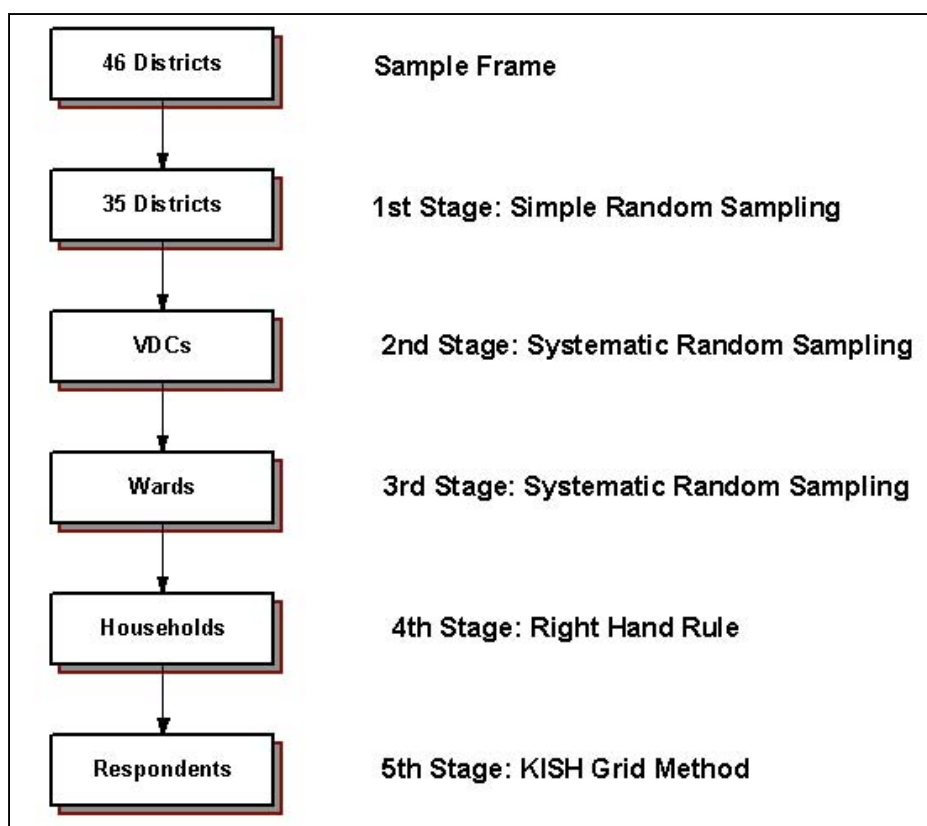 46 Districts
Sample Frame
35 Districts
1st Stage: Simple Random Sampling
VDCs
2nd Stage: Systematic Random Sampling
Wards
3rd Stage: Systematic Random Sampling
Households
4th Stage: Right Hand Rule
Respondents
5th Stage: KISH Grid Method